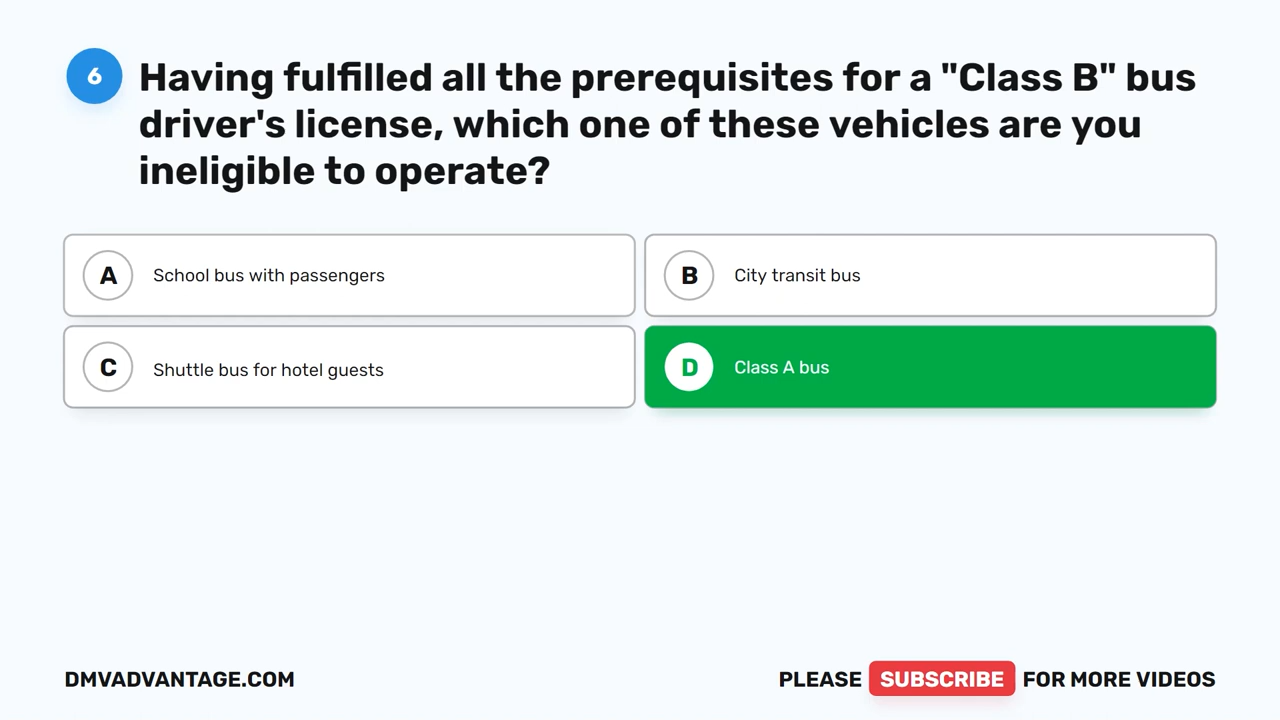 6
Having fulfilled all the prerequisites for a "Class B" bus
driver's license, which one of these vehicles are you
ineligible to operate?
A School bus with passengers
B City transit bus
C Shuttle bus for hotel guests
D Class A bus
DMVADVANTAGE.COM
PLEASE SUBSCRIBE FOR MORE VIDEOS